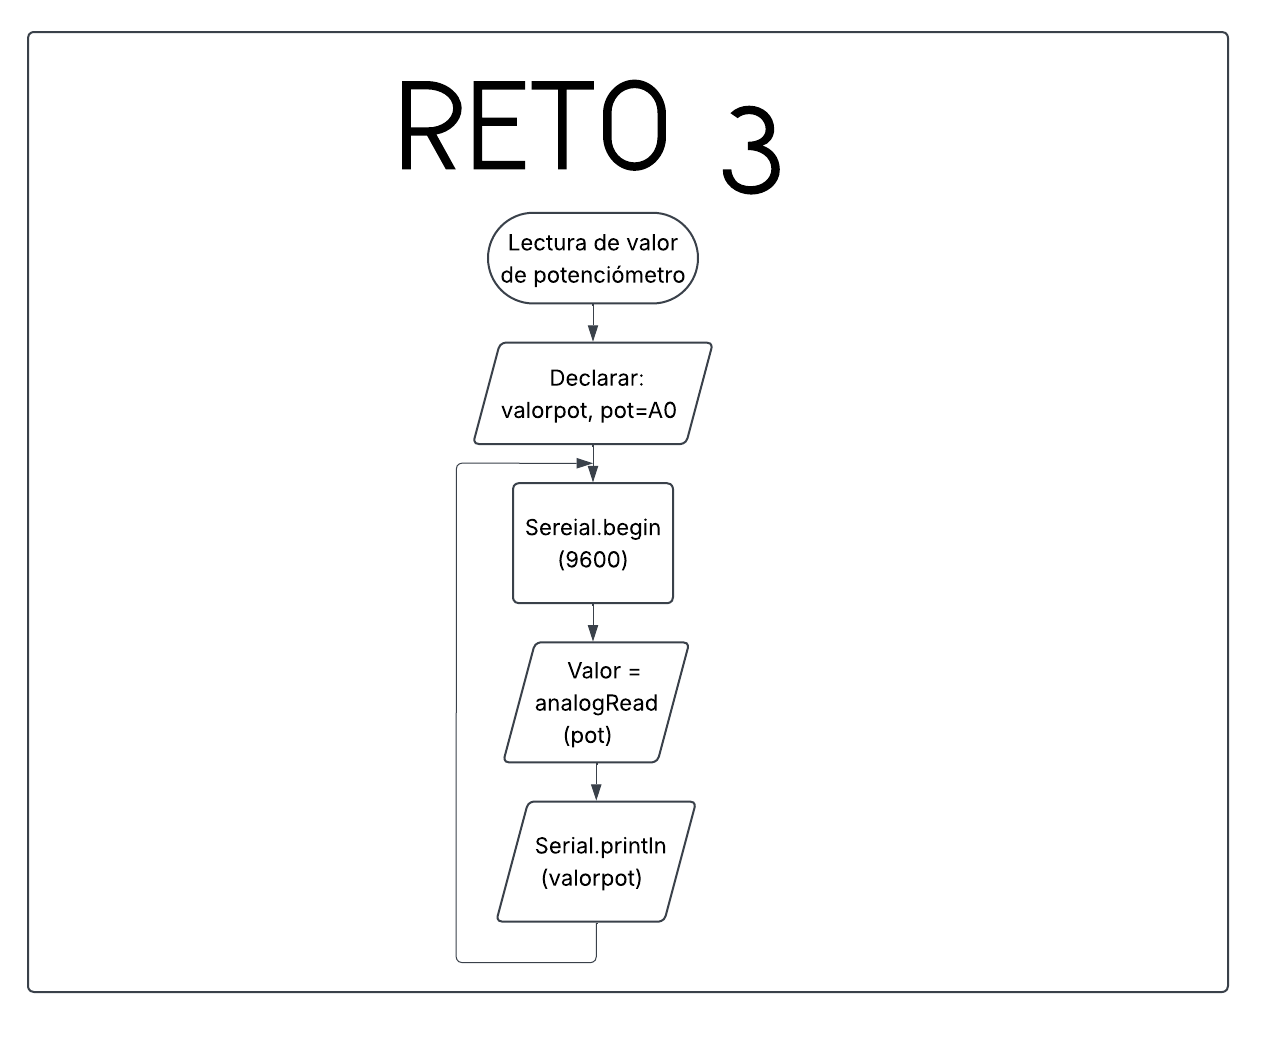 RETO 3
Lectura de valor
de potenciómetro
Declarar:
valorpot, pot=A0
Sereial.begin
(9600)
Valor =
analogRead
(pot)
Serial.println
(valorpot)